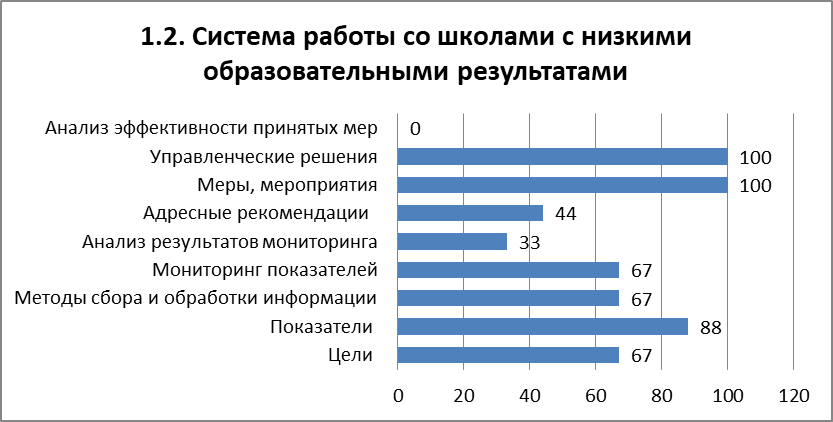 1.2. Система работы со школами с низкими
образовательными результатами
Анализ эффективности принятых мер 0
Управленческие решения 100
Меры, мероприятия 100
Адресные рекомендации 44
Анализ результатов мониторинга 33
Мониторинг показателей 67
Методы сбора и обработки информации 67
Показатели 88
Цели 67
0 20 40 60 80 100 120